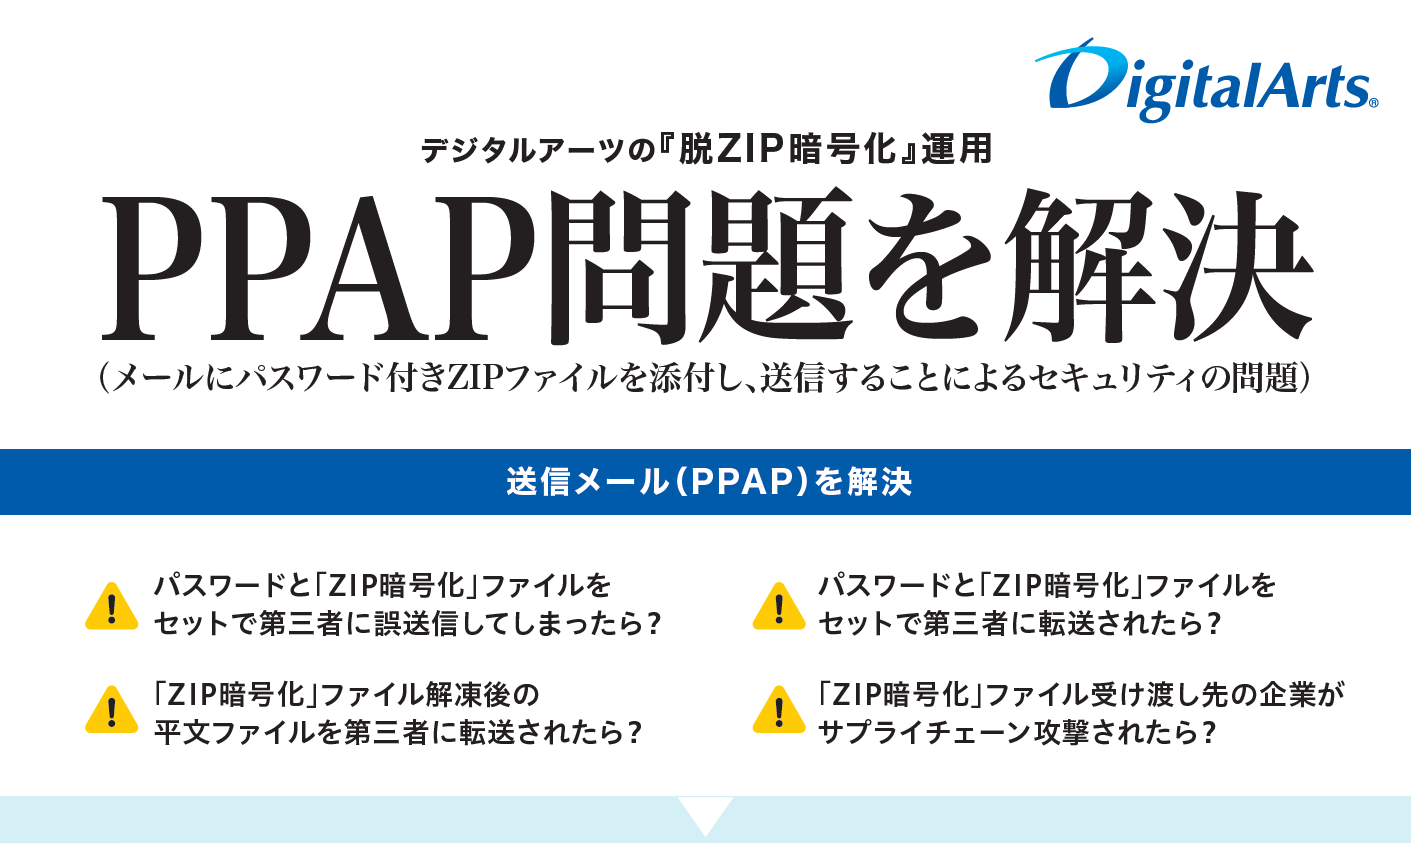 DigitalArts®
デジタルアーツの『脱ZIP暗号化』運用
PPAP問題を解決
（メールにパスワード付きZIPファイルを添付し、送信することによるセキュリティの問題）
送信メール（PPAP）を解決
パスワードと「ZIP暗号化」ファイルを
セットで第三者に誤送信してしまったら？
パスワードと「ZIP暗号化」ファイルを
セットで第三者に転送されたら？
「ZIP暗号化」ファイル解凍後の
平文ファイルを第三者に転送されたら？
「ZIP暗号化」ファイル受け渡し先の企業が
サプライチェーン攻撃されたら？